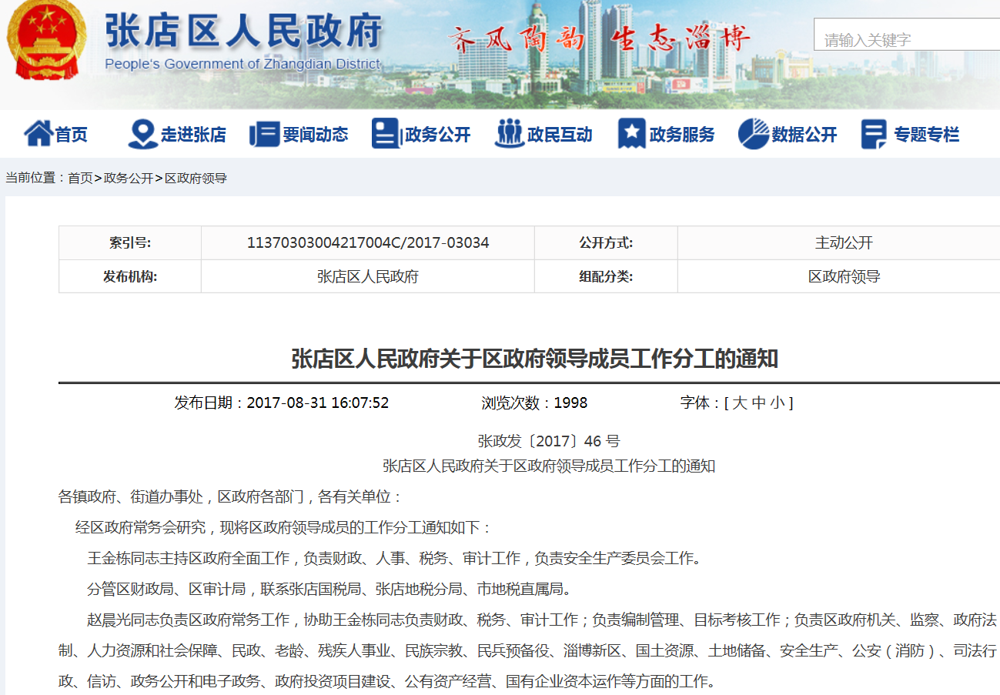 张店区人民政府
People's Government of Zhangdian District
齐风陶韵 生态淄博
请输入关键字
首页 走进张店 要闻动态 政务公开 政民互动 政务服务 数据公开 专题专栏
当前位置：首页>政务公开>区政府领导
索引号: 11370303004217004C/2017-03034 公开方式: 主动公开
发布机构: 张店区人民政府 组配分类: 区政府领导
张店区人民政府关于区政府领导成员工作分工的通知
发布日期：2017-08-31 16:07:52 浏览次数：1998 字体：[ 大 中 小 ]
张政发〔2017〕46 号
张店区人民政府关于区政府领导成员工作分工的通知
各镇政府、街道办事处，区政府各部门，各有关单位：
经区政府常务会研究，现将区政府领导成员的工作分工通知如下：
王金栋同志主持区政府全面工作，负责财政、人事、税务、审计工作，负责安全生产委员会工作。
分管区财政局、区审计局，联系张店国税局、张店地税分局、市地税直属局。
赵晨光同志负责区政府常务工作，协助王金栋同志负责财政、税务、审计工作；负责编制管理、目标考核工作；负责区政府机关、监察、政府法
制、人力资源和社会保障、民政、老龄、残疾人事业、民族宗教、民兵预备役、淄博新区、国土资源、土地储备、安全生产、公安（消防）、司法行
政、信访、政务公开和电子政务、政府投资项目建设、公有资产经营、国有企业资本运作等方面的工作。